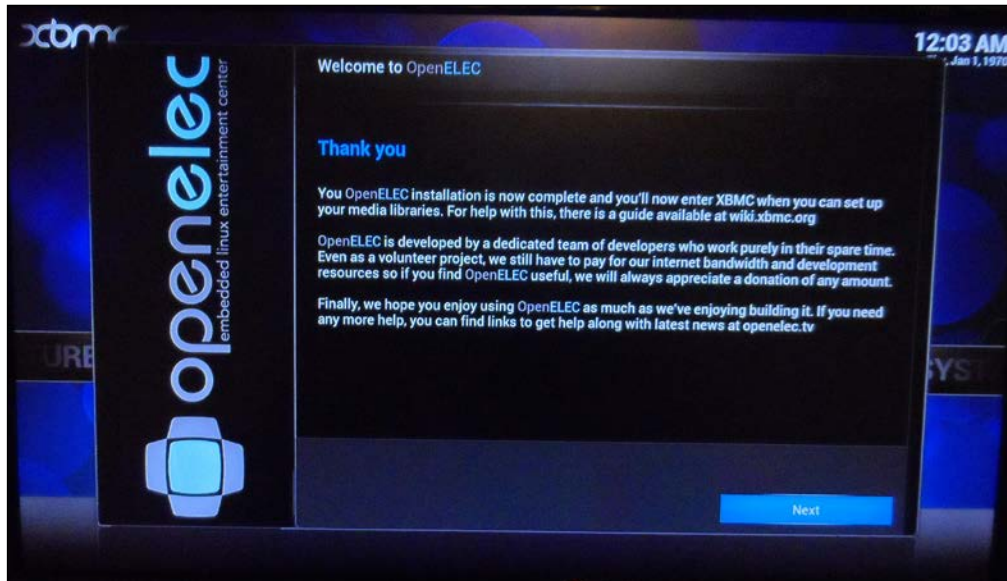 xbmc
12:03 AM
Jan 1, 1970
openelec
embedded linux entertainment center
Welcome to OpenELEC
Thank you
You OpenELEC installation is now complete and you'll now enter XBMC when you can set up
your media libraries. For help with this, there is a guide available at wiki.xbmc.org
OpenELEC is developed by a dedicated team of developers who work purely in their spare time.
Even as a volunteer project, we still have to pay for our internet bandwidth and development
resources so if you find OpenELEC useful, we will always appreciate a donation of any amount.
Finally, we hope you enjoy using OpenELEC as much as we've enjoying building it. If you need
any more help, you can find links to get help along with latest news at openelec.tv
URE
SYST
Next